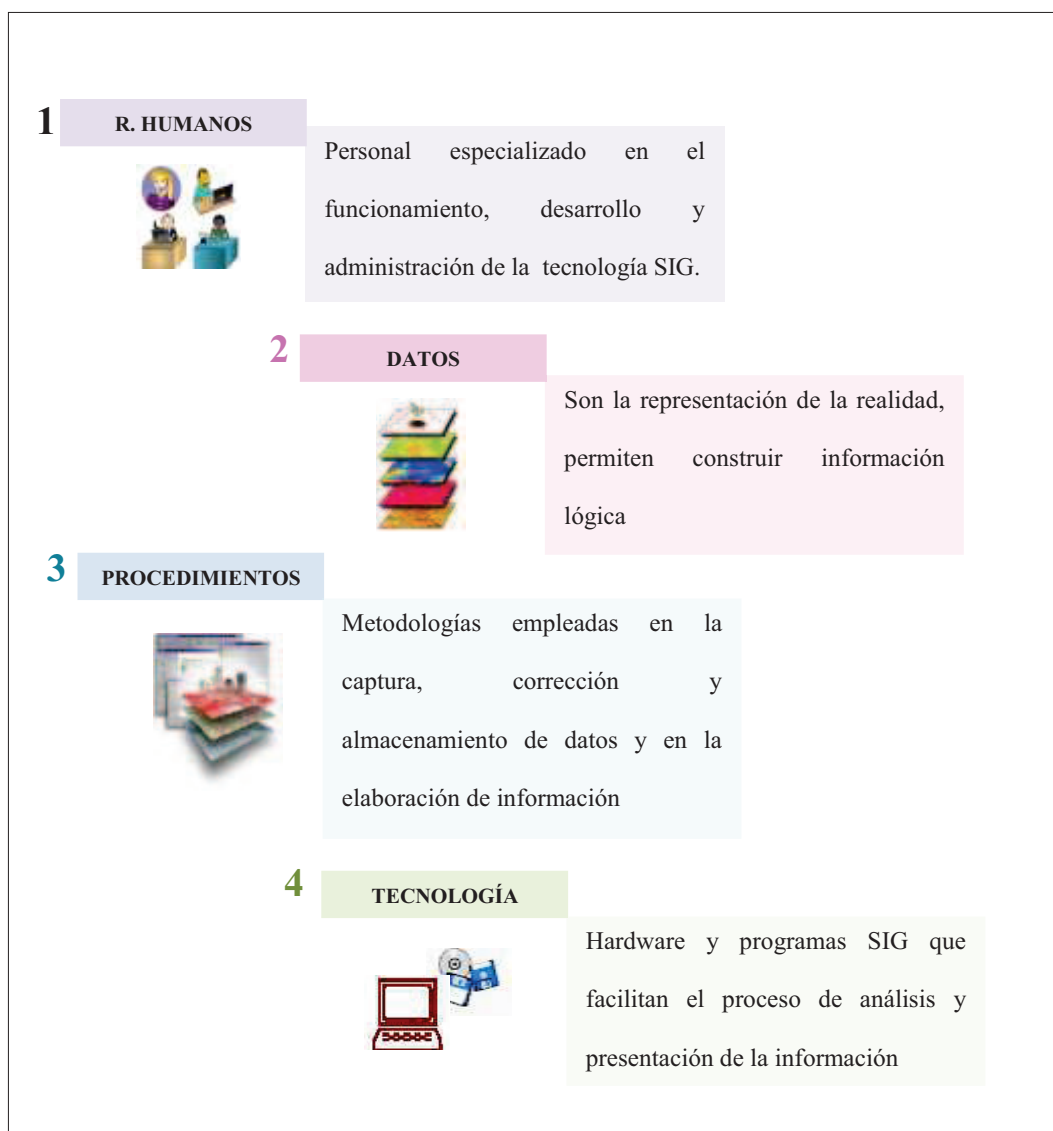 1
R. HUMANOS
Personal especializado en el
funcionamiento, desarrollo y
administración de la tecnología SIG.
2
DATOS
Son la representación de la realidad,
permiten construir información
lógica
3
PROCEDIMIENTOS
Metodologías empleadas en la
captura, corrección y
almacenamiento de datos y en la
elaboración de información
4
TECNOLOGÍA
Hardware y programas SIG que
facilitan el proceso de análisis y
presentación de la información